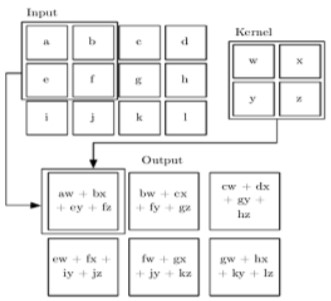 Input
Kernel
a b c d
w x
e f g h
y z
i j k l
Output
aw + bx
+ ey + fz
bw + cx
+ fy + gz
cw + dx
+ gy +
hz
ew + fx +
iy + jz
fw + gx
+ jy + kz
gw + hx
+ ky + lz